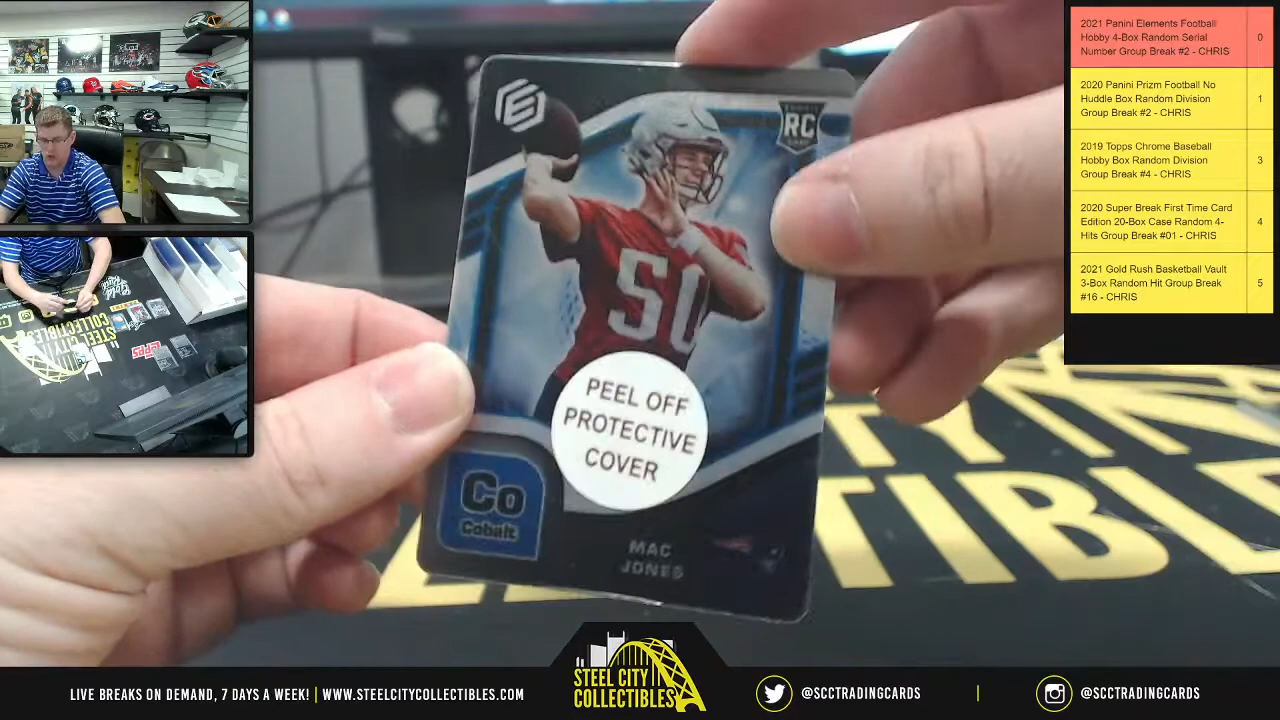 2021 Panini Elements Football
Hobby 4-Box Random Serial
Number Group Break #2 - CHRIS
0
2020 Panini Prizm Football No
Huddle Box Random Division
Group Break #2 - CHRIS
1
2019 Topps Chrome Baseball
Hobby Box Random Division
Group Break #4 - CHRIS
3
2020 Super Break First Time Card
Edition 20-Box Case Random 4-
Hits Group Break #01 - CHRIS
4
2021 Gold Rush Basketball Vault
3-Box Random Hit Group Break
#16 - CHRIS
5
E
RC
50
PEEL OFF
PROTECTIVE
COVER
Co
Cobalt
MAC
JONES
STEEL CITY
COLLECTIBLES
topps
STEEL CITY
COLLECTIBLES
LIVE BREAKS ON DEMAND, 7 DAYS A WEEK! | WWW.STEELCITYCOLLECTIBLES.COM
@SCCTRADINGCARDS
@SCCTRADINGCARDS